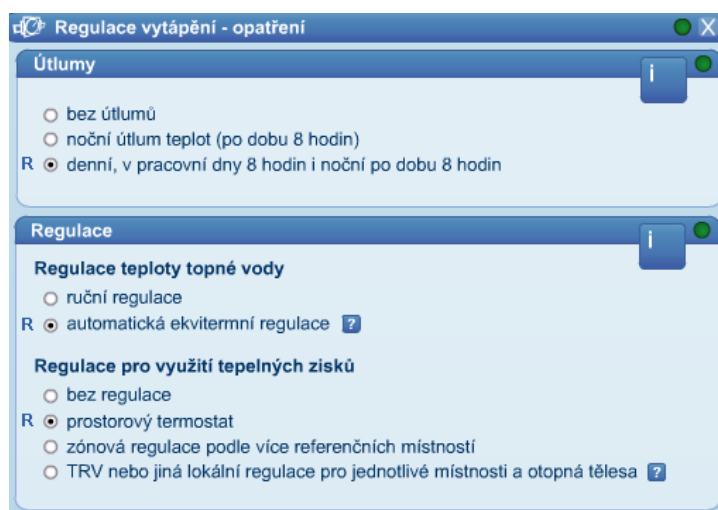 Regulace vytápění - opatření X
Útlumy i
bez útlumů
noční útlum teplot (po dobu 8 hodin)
R denní, v pracovní dny 8 hodin i noční po dobu 8 hodin
Regulace i
Regulace teploty topné vody
ruční regulace
R automatická ekvitermní regulace ?
Regulace pro využití tepelných zisků
bez regulace
R prostorový termostat
zónová regulace podle více referenčních místností
TRV nebo jiná lokální regulace pro jednotlivé místnosti a otopná tělesa ?